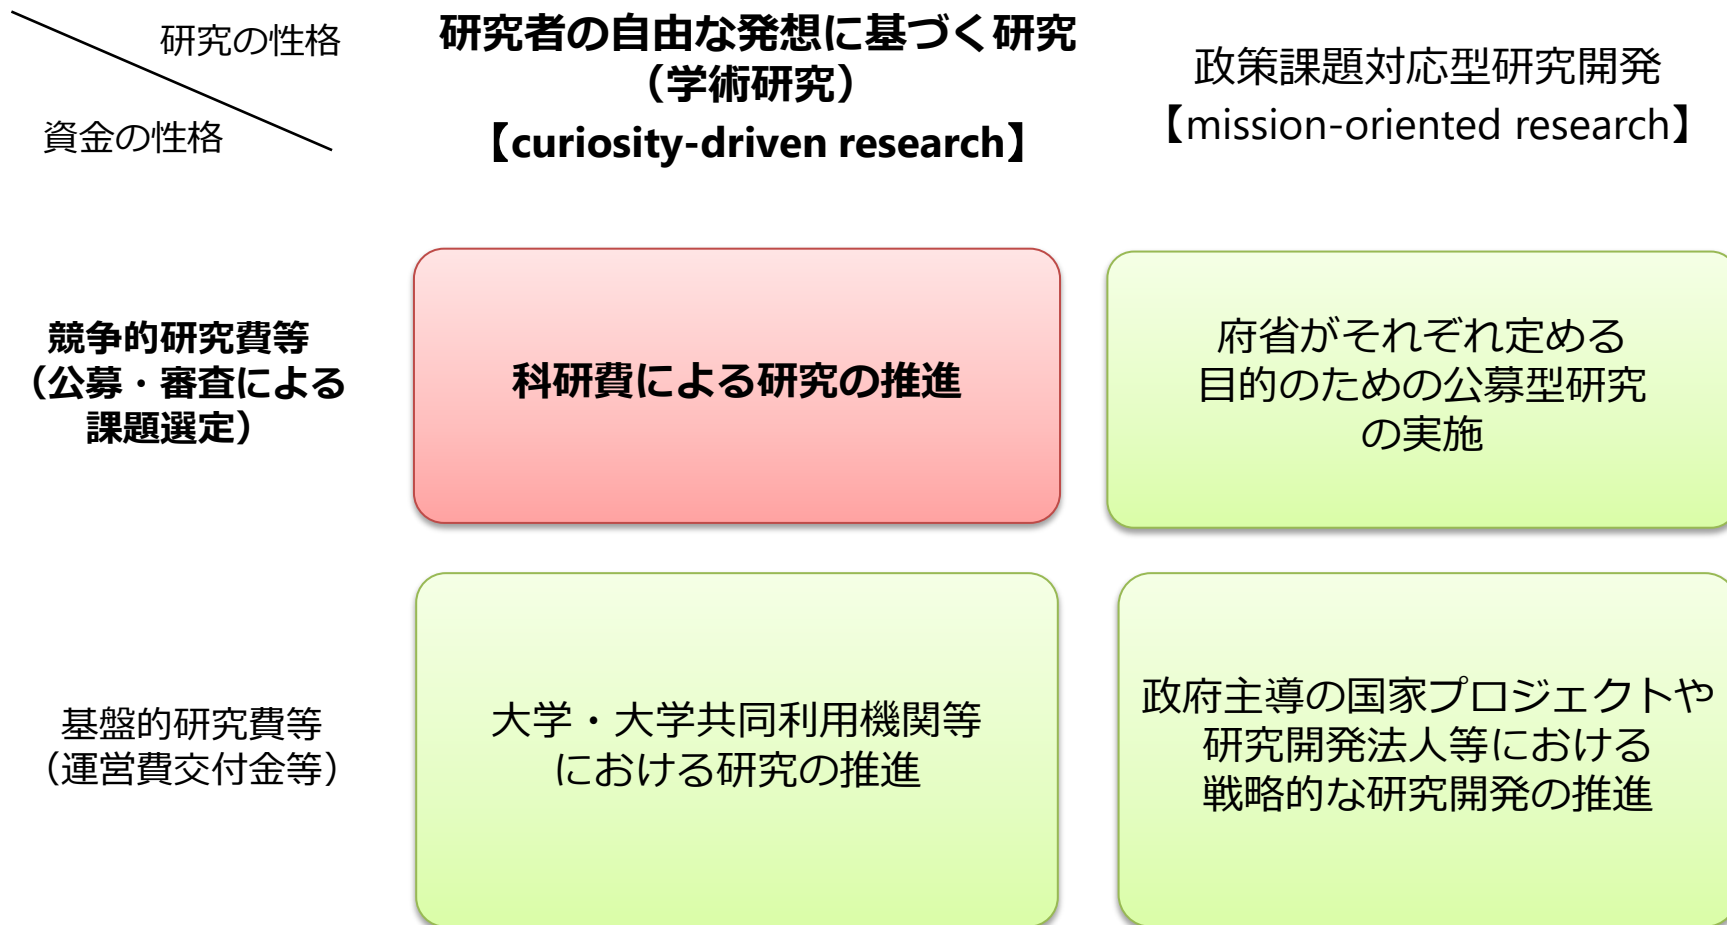 研究の性格
資金の性格
研究者の自由な発想に基づく研究
（学術研究）
【curiosity-driven research】
政策課題対応型研究開発
【mission-oriented research】
競争的研究費等
（公募・審査による
課題選定）
科研費による研究の推進
府省がそれぞれ定める
目的のための公募型研究
の実施
基盤的研究費等
（運営費交付金等）
大学・大学共同利用機関等
における研究の推進
政府主導の国家プロジェクトや
研究開発法人等における
戦略的な研究開発の推進